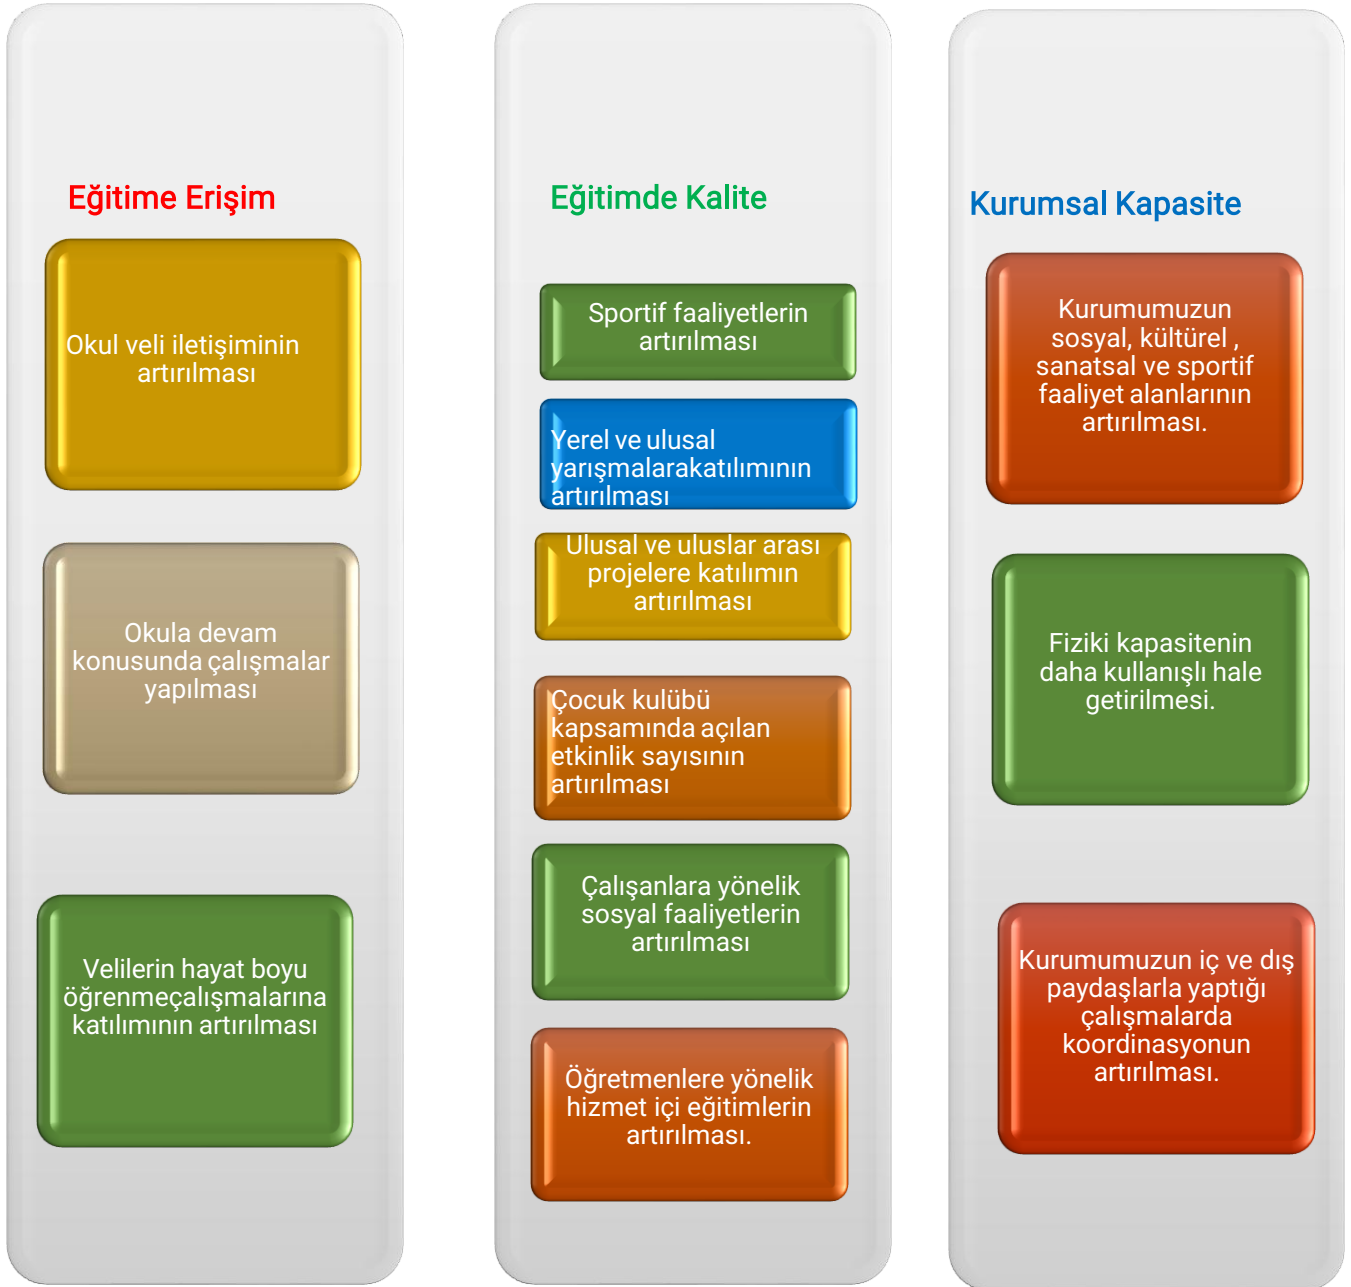 Eğitime Erişim
Okul veli iletişiminin
artırılması
Okula devam
konusunda çalışmalar
yapılması
Velilerin hayat boyu
öğrenmeçalışmalarına
katılımının artırılması
Eğitimde Kalite
Sportif faaliyetlerin
artırılması
Yerel ve ulusal
yarışmalarakatılımının
artırılması
Ulusal ve uluslar arası
projelere katılımın
artırılması
Çocuk kulübü
kapsamında açılan
etkinlik sayısının
artırılması
Çalışanlara yönelik
sosyal faaliyetlerin
artırılması
Öğretmenlere yönelik
hizmet içi eğitimlerin
artırılması.
Kurumsal Kapasite
Kurumumuzun
sosyal, kültürel ,
sanatsal ve sportif
faaliyet alanlarının
artırılması.
Fiziki kapasitenin
daha kullanışlı hale
getirilmesi.
Kurumumuzun iç ve dış
paydaşlarla yaptığı
çalışmalarda
koordinasyonun
artırılması.